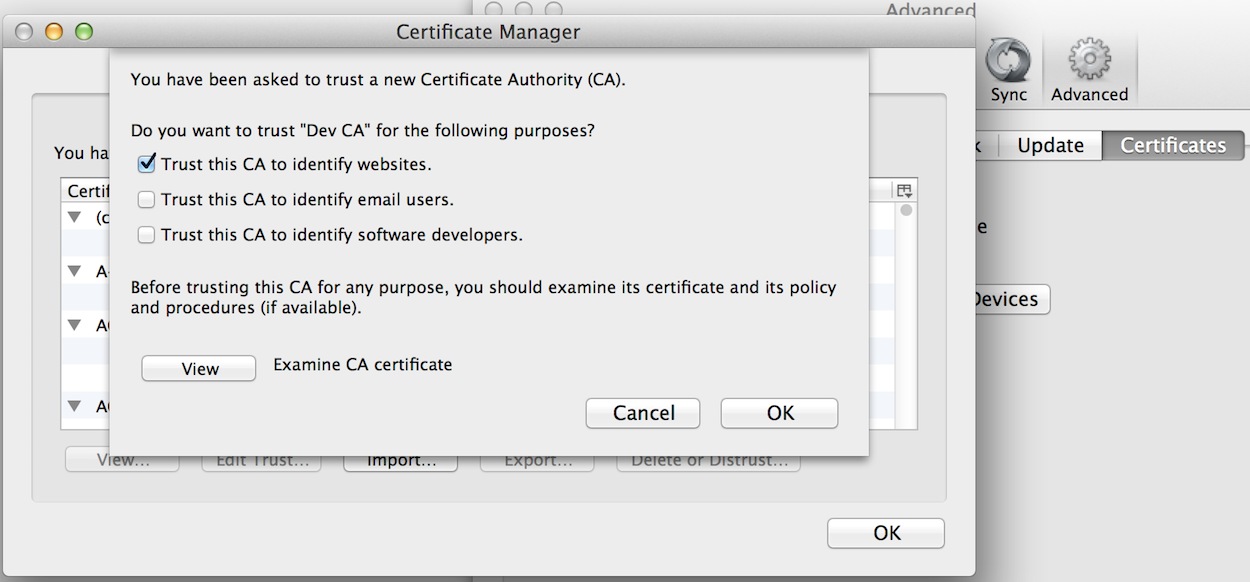 Advanced
Certificate Manager
Sync
Advanced
You have been asked to trust a new Certificate Authority (CA).
Do you want to trust "Dev CA" for the following purposes?
Update
Certificates
You ha
Trust this CA to identify websites.
Certif
Trust this CA to identify email users.
(c
e
Trust this CA to identify software developers.
A
Before trusting this CA for any purpose, you should examine its certificate and its policy
and procedures (if available).
Devices
A
View
Examine CA certificate
A
Cancel
OK
View...
Edit Trust...
Import...
Export...
Delete or Distrust...
OK